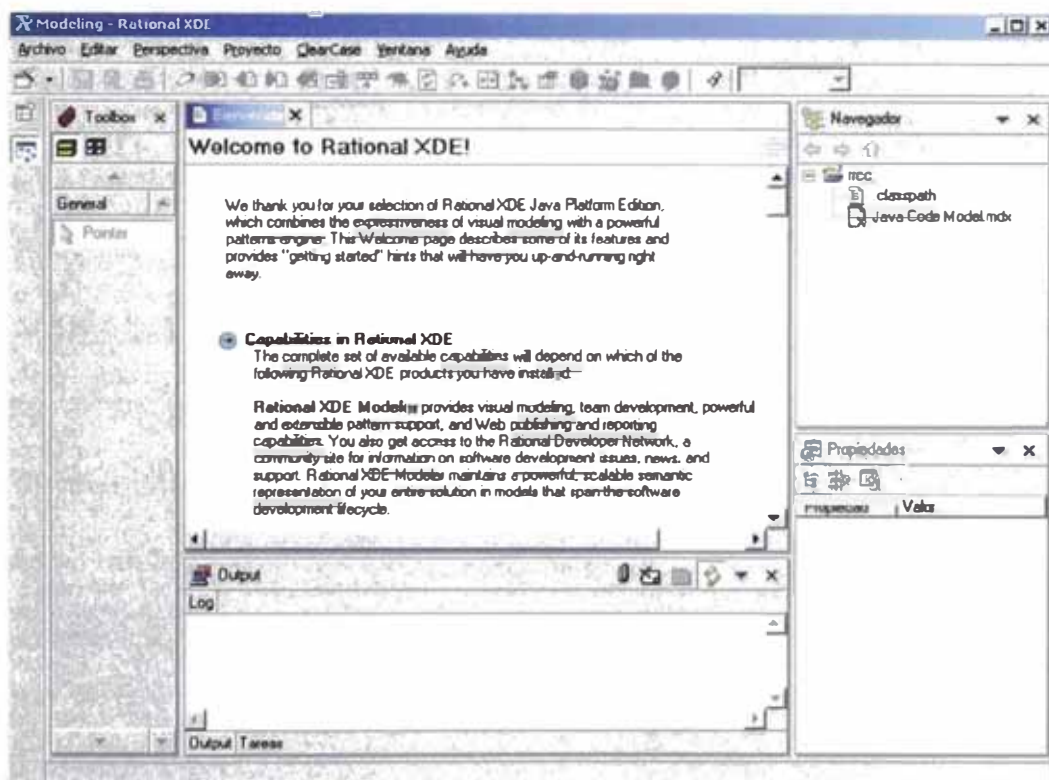 Modeling - Rational XDE
Archivo Editar Perspectiva Proyecto ClearCase Ventana Ayuda
Toolbox
General
Pointer
Bienvenido
Welcome to Rational XDE!
We thank you for your selection of Rational XDE Java Platform Edition,
which combines the expressiveness of visual modeling with a powerful
patterns engine. This Welcome page describes some of its features and
provides "getting started" hints that will have you up-and-running right
away.
Capabilities in Rational XDE
The complete set of available capabilities will depend on which of the
following Rational XDE products you have installed:
Rational XDE Modeler provides visual modeling, team development, powerful
and extensible pattern support, and Web publishing and reporting
capabilities. You also get access to the Rational Developer Network, a
community site for information on software development issues, news, and
support. Rational XDE Modeler maintains a powerful, scalable semantic
representation of your entire solution in models that span the software
development lifecycle.
Output
Log
Output Tareas
Navegador
classpath
Java Code Model.mdx
Propiedades
Propiedad Valor